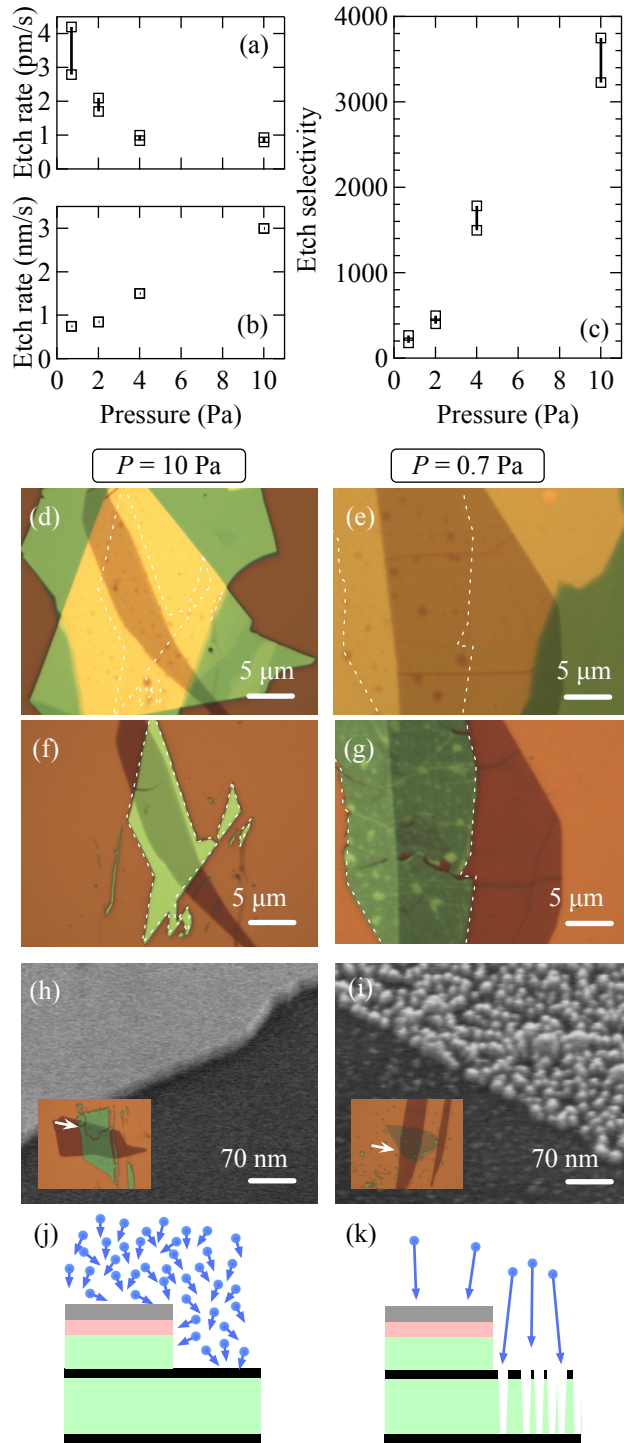 4
3
2
1
0
Etch rate (pm/s)
(a)
3
2
1
0
Etch rate (nm/s)
(b)
0 2 4 6 8 10
Pressure (Pa)
4000
3000
2000
1000
0
Etch selectivity
(c)
0 2 4 6 8 10
Pressure (Pa)
P = 10 Pa
P = 0.7 Pa
(d)
5 μm
(e)
5 μm
(f)
5 μm
(g)
5 μm
(h)
70 nm
(i)
70 nm
(j)
(k)